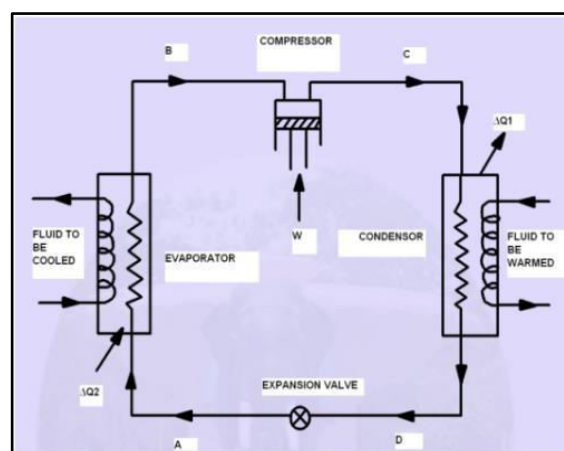 COMPRESSOR
B
C
ΔQ1
W
FLUID TO
BE
COOLED
EVAPORATOR
CONDENSOR
FLUID TO
BE
WARMED
ΔQ2
EXPANSION VALVE
A
D